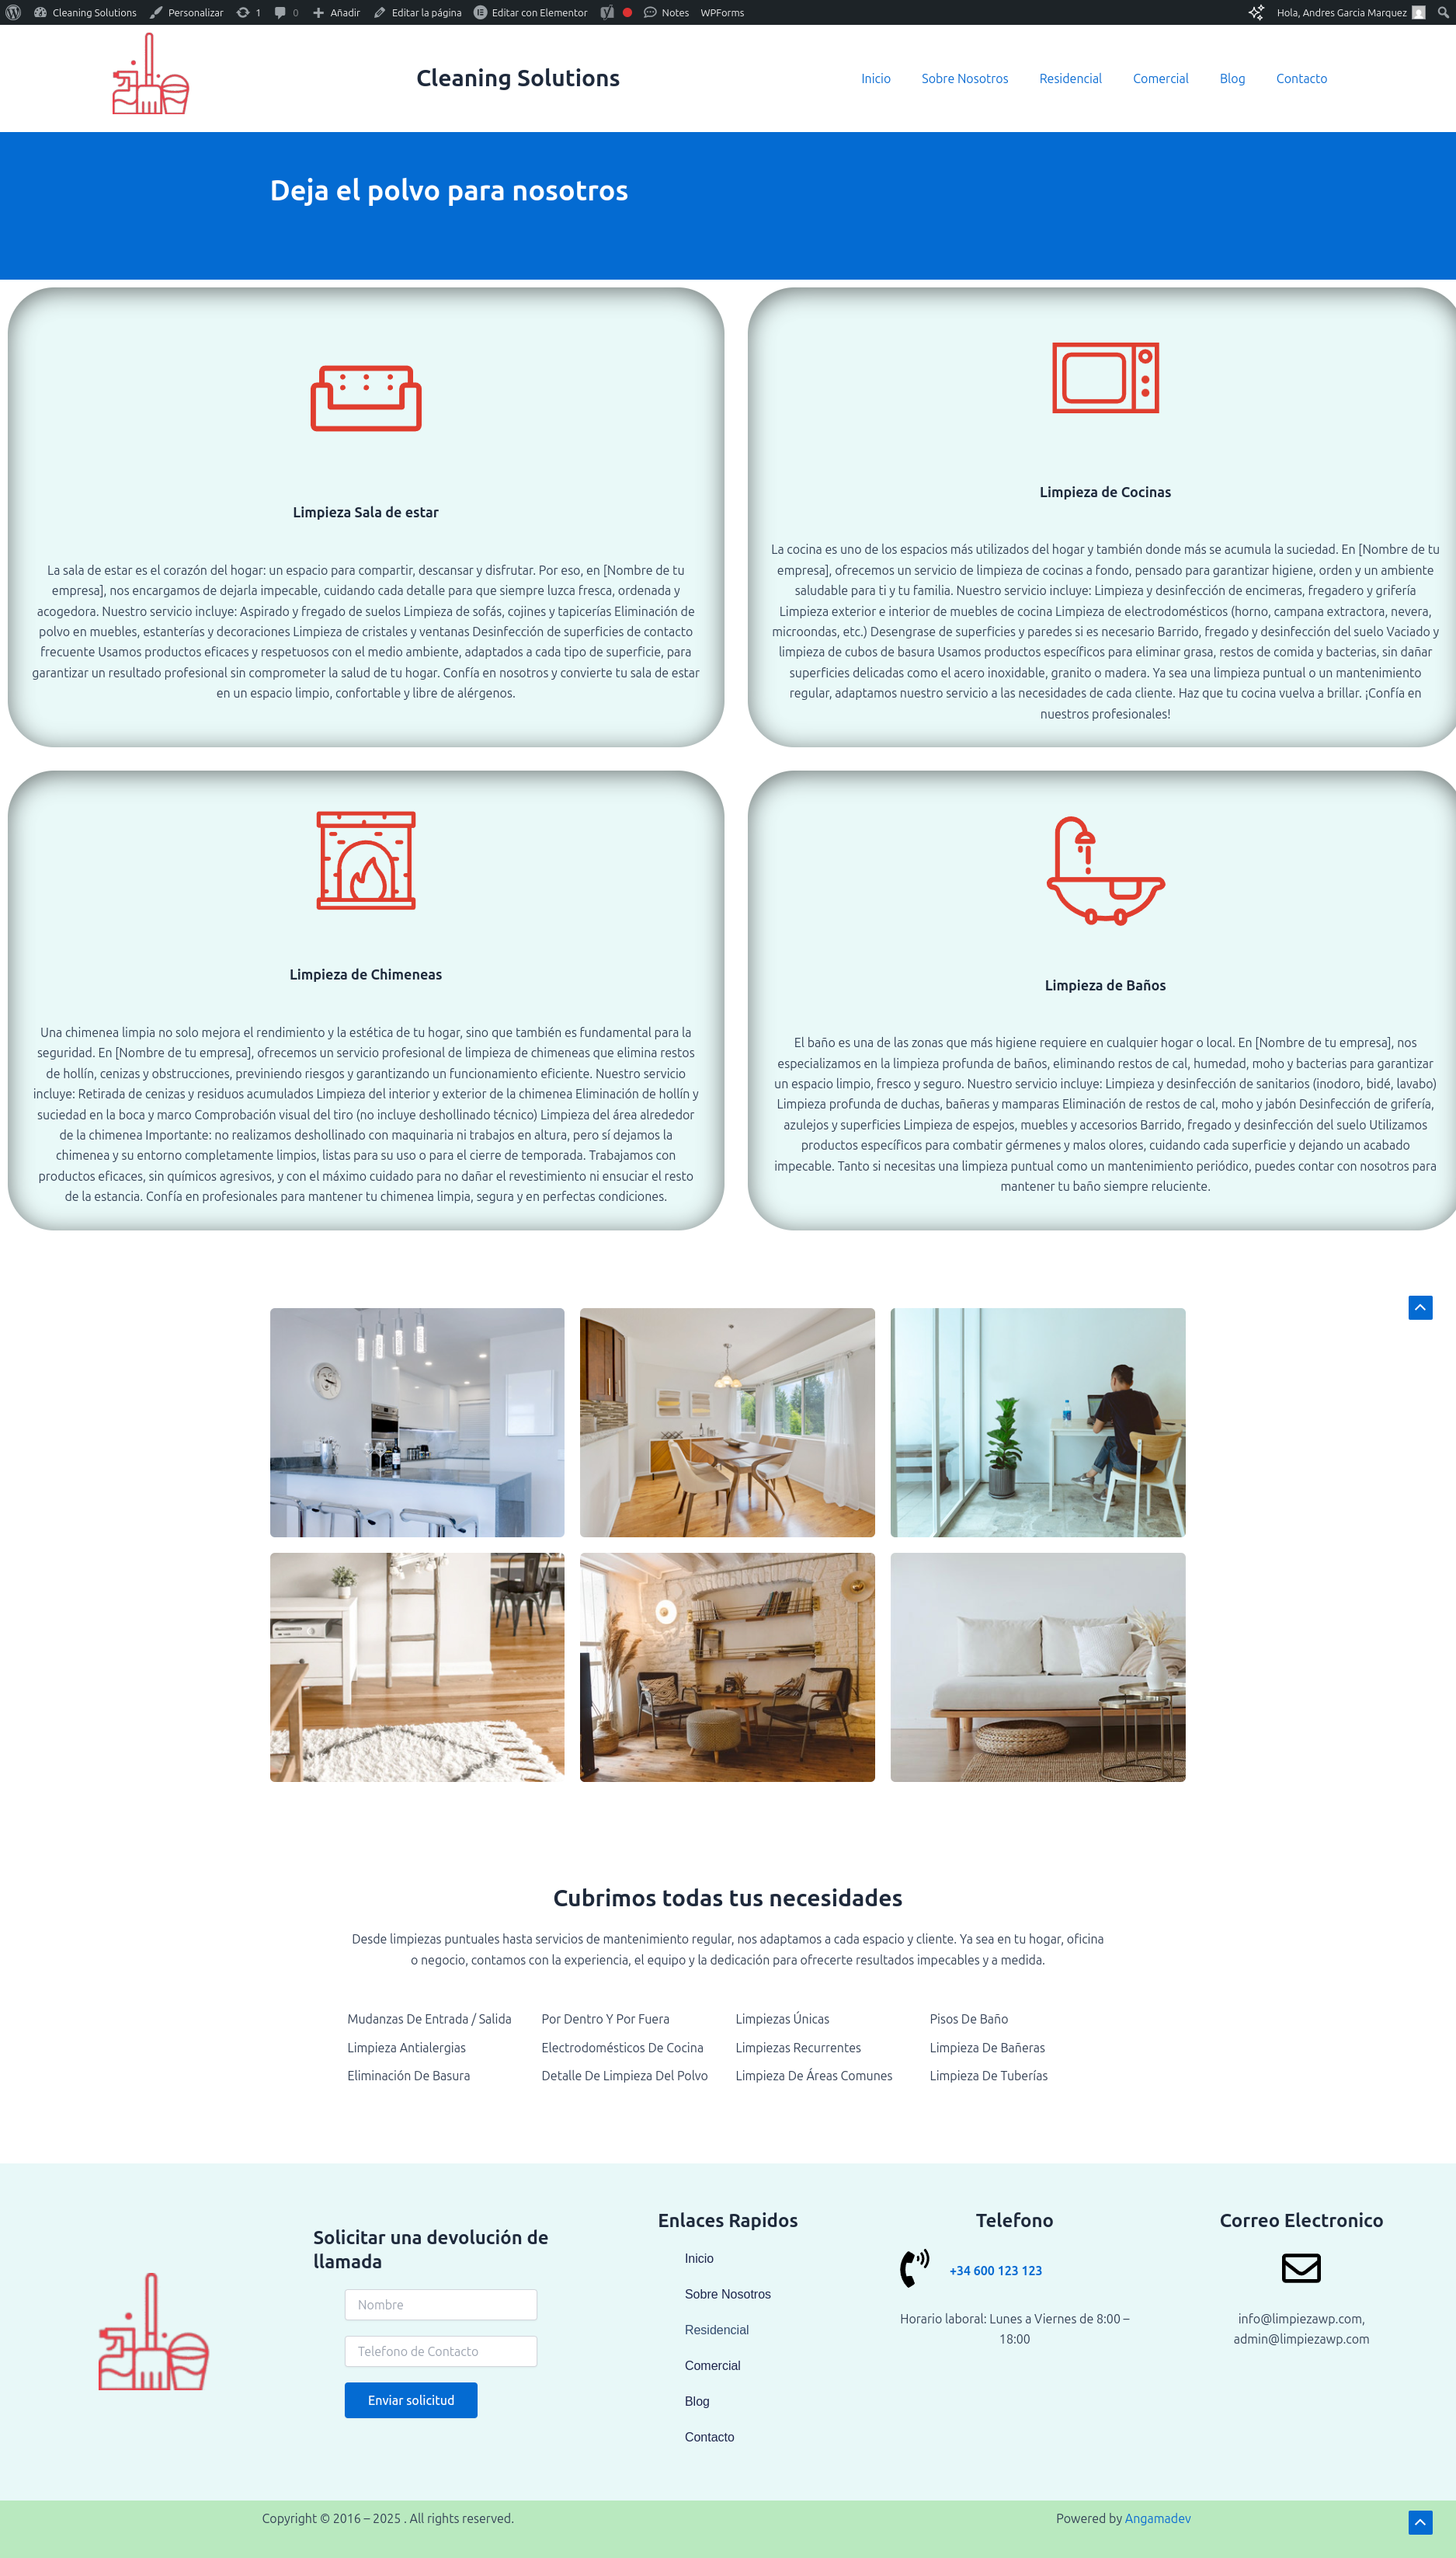 Cleaning Solutions Personalizar 1 0 Añadir Editar la página Editar con Elementor Notes WPForms Hola, Andres Garcia Marquez
Cleaning Solutions
Inicio Sobre Nosotros Residencial Comercial Blog Contacto
Deja el polvo para nosotros
Limpieza Sala de estar
La sala de estar es el corazón del hogar: un espacio para compartir, descansar y disfrutar. Por eso, en [Nombre de tu
empresa], nos encargamos de dejarla impecable, cuidando cada detalle para que siempre luzca fresca, ordenada y
acogedora. Nuestro servicio incluye: Aspirado y fregado de suelos Limpieza de sofás, cojines y tapicerías Eliminación de
polvo en muebles, estanterías y decoraciones Limpieza de cristales y ventanas Desinfección de superficies de contacto
frecuente Usamos productos eficaces y respetuosos con el medio ambiente, adaptados a cada tipo de superficie, para
garantizar un resultado profesional sin comprometer la salud de tu hogar. Confía en nosotros y convierte tu sala de estar
en un espacio limpio, confortable y libre de alérgenos.
Limpieza de Cocinas
La cocina es uno de los espacios más utilizados del hogar y también donde más se acumula la suciedad. En [Nombre de tu
empresa], ofrecemos un servicio de limpieza de cocinas a fondo, pensado para garantizar higiene, orden y un ambiente
saludable para ti y tu familia. Nuestro servicio incluye: Limpieza y desinfección de encimeras, fregadero y grifería
Limpieza exterior e interior de muebles de cocina Limpieza de electrodomésticos (horno, campana extractora, nevera,
microondas, etc.) Desengrase de superficies y paredes si es necesario Barrido, fregado y desinfección del suelo Vaciado y
limpieza de cubos de basura Usamos productos específicos para eliminar grasa, restos de comida y bacterias, sin dañar
superficies delicadas como el acero inoxidable, granito o madera. Ya sea una limpieza puntual o un mantenimiento
regular, adaptamos nuestro servicio a las necesidades de cada cliente. Haz que tu cocina vuelva a brillar. ¡Confía en
nuestros profesionales!
Limpieza de Chimeneas
Una chimenea limpia no solo mejora el rendimiento y la estética de tu hogar, sino que también es fundamental para la
seguridad. En [Nombre de tu empresa], ofrecemos un servicio profesional de limpieza de chimeneas que elimina restos
de hollín, cenizas y obstrucciones, previniendo riesgos y garantizando un funcionamiento eficiente. Nuestro servicio
incluye: Retirada de cenizas y residuos acumulados Limpieza del interior y exterior de la chimenea Eliminación de hollín y
suciedad en la boca y marco Comprobación visual del tiro (no incluye deshollinado técnico) Limpieza del área alrededor
de la chimenea Importante: no realizamos deshollinado con maquinaria ni trabajos en altura, pero sí dejamos la
chimenea y su entorno completamente limpios, listas para su uso o para el cierre de temporada. Trabajamos con
productos eficaces, sin químicos agresivos, y con el máximo cuidado para no dañar el revestimiento ni ensuciar el resto
de la estancia. Confía en profesionales para mantener tu chimenea limpia, segura y en perfectas condiciones.
Limpieza de Baños
El baño es una de las zonas que más higiene requiere en cualquier hogar o local. En [Nombre de tu empresa], nos
especializamos en la limpieza profunda de baños, eliminando restos de cal, humedad, moho y bacterias para garantizar
un espacio limpio, fresco y seguro. Nuestro servicio incluye: Limpieza y desinfección de sanitarios (inodoro, bidé, lavabo)
Limpieza profunda de duchas, bañeras y mamparas Eliminación de restos de cal, moho y jabón Desinfección de grifería,
azulejos y superficies Limpieza de espejos, muebles y accesorios Barrido, fregado y desinfección del suelo Utilizamos
productos específicos para combatir gérmenes y malos olores, cuidando cada superficie y dejando un acabado
impecable. Tanto si necesitas una limpieza puntual como un mantenimiento periódico, puedes contar con nosotros para
mantener tu baño siempre reluciente.
Cubrimos todas tus necesidades
Desde limpiezas puntuales hasta servicios de mantenimiento regular, nos adaptamos a cada espacio y cliente. Ya sea en tu hogar, oficina
o negocio, contamos con la experiencia, el equipo y la dedicación para ofrecerte resultados impecables y a medida.
Mudanzas De Entrada / Salida Por Dentro Y Por Fuera Limpiezas Únicas Pisos De Baño
Limpieza Antialergias Electrodomésticos De Cocina Limpiezas Recurrentes Limpieza De Bañeras
Eliminación De Basura Detalle De Limpieza Del Polvo Limpieza De Áreas Comunes Limpieza De Tuberías
Solicitar una devolución de
llamada
Nombre
Telefono de Contacto
Enviar solicitud
Enlaces Rapidos
Inicio
Sobre Nosotros
Residencial
Comercial
Blog
Contacto
Telefono
+34 600 123 123
Horario laboral: Lunes a Viernes de 8:00 –
18:00
Correo Electronico
info@limpiezawp.com,
admin@limpiezawp.com
Copyright © 2016 – 2025 . All rights reserved.
Powered by Angamadev